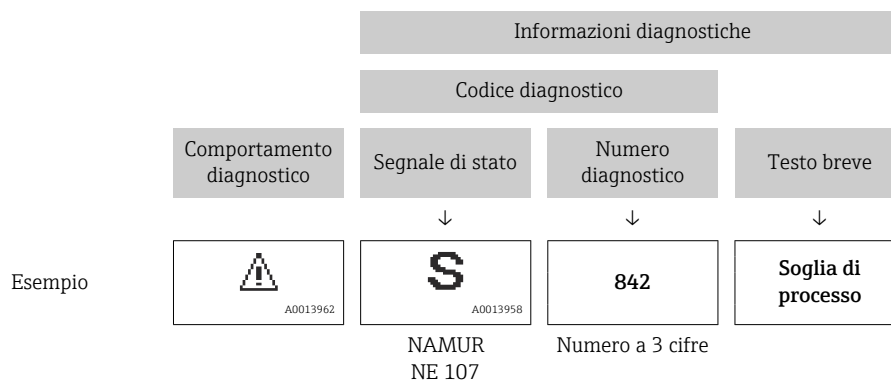 Informazioni diagnostiche
Codice diagnostico
Comportamento
diagnostico
Segnale di stato
Numero
diagnostico
Testo breve
↓ ↓ ↓
Esempio
A0013962
S
A0013958
842
Soglia di
processo
NAMUR
NE 107
Numero a 3 cifre